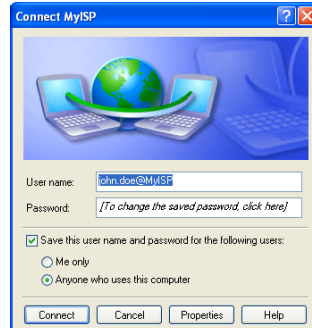 Connect MyISP
User name: john.doe@MyISP
Password: [To change the saved password, click here]
Save this user name and password for the following users:
Me only
Anyone who uses this computer
Connect Cancel Properties Help